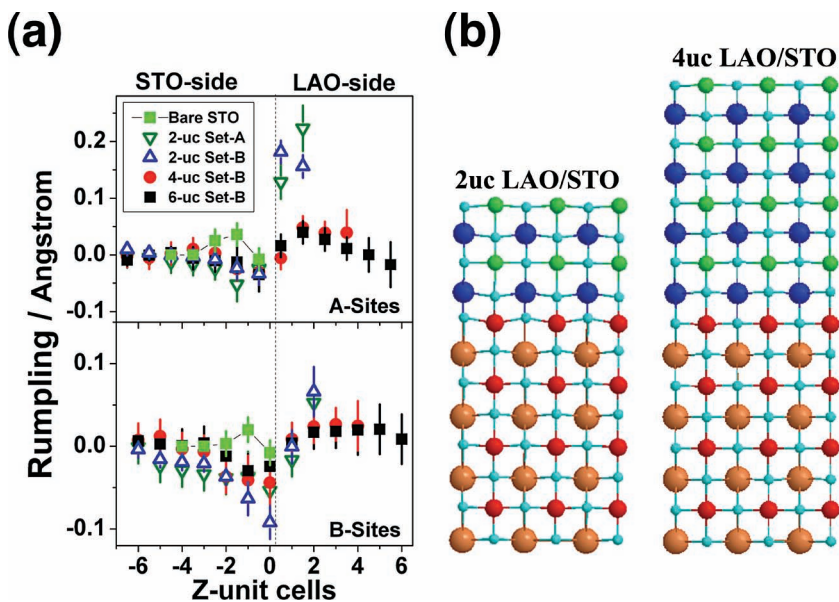 (a)
STO-side LAO-side
Bare STO
2-uc Set-A
2-uc Set-B
4-uc Set-B
6-uc Set-B
0.2
0.1
0.0
-0.1
A-Sites
0.1
0.0
-0.1
B-Sites
Rumpling / Angstrom
-6 -4 -2 0 2 4 6
Z-unit cells
(b)
4uc LAO/STO
2uc LAO/STO